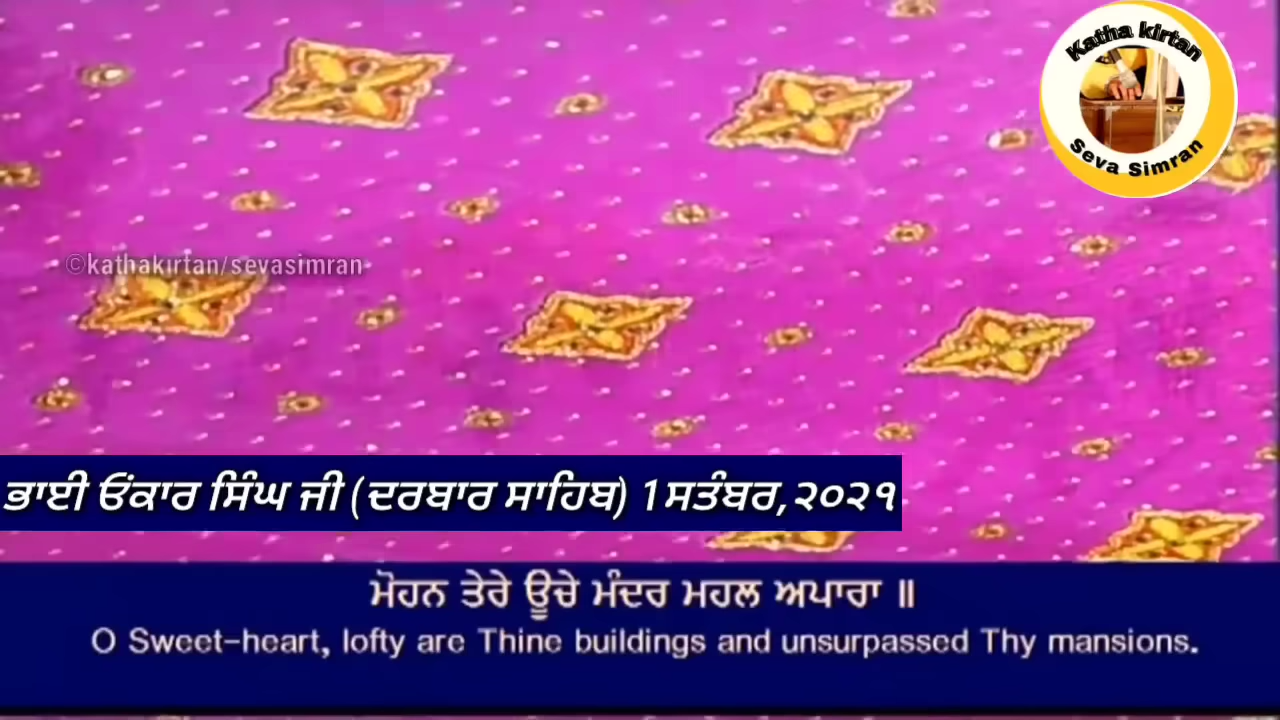 Katha kirtan
Seva Simran
©kathakirtan/sevasimran
ਭਾਈ ਓਂਕਾਰ ਸਿੰਘ ਜੀ (ਦਰਬਾਰ ਸਾਹਿਬ) 1 ਸਤੰਬਰ, ੨੦੨੧
ਮੋਹਨ ਤੇਰੇ ਊਚੇ ਮੰਦਰ ਮਹਲ ਅਪਾਰਾ ॥
O Sweet-heart, lofty are Thine buildings and unsurpassed Thy mansions.